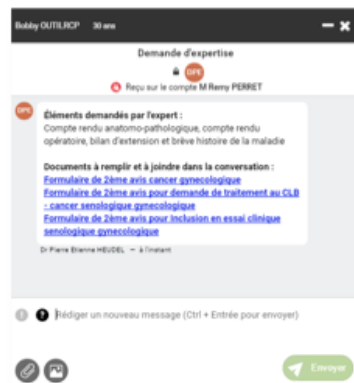 Bobby OUTILRCP 30 ans
Demande d'expertise
DPE
Reçu sur le compte M Remy PERRET
DPE
Éléments demandés par l'expert :
Compte rendu anatomo-pathologique, compte rendu
opératoire, bilan d'extension et brève histoire de la maladie
Documents à remplir et à joindre dans la conversation :
Formulaire de 2ème avis cancer gynecologique
Formulaire de 2ème avis pour demande de traitement au CLB
- cancer senologique gynecologique
Formulaire de 2ème avis pour Inclusion en essai clinique
senologique gynecologique
Dr Pierre Etienne HEUDEL — à l'instant
Rédiger un nouveau message (Ctrl + Entrée pour envoyer)
Envoyer